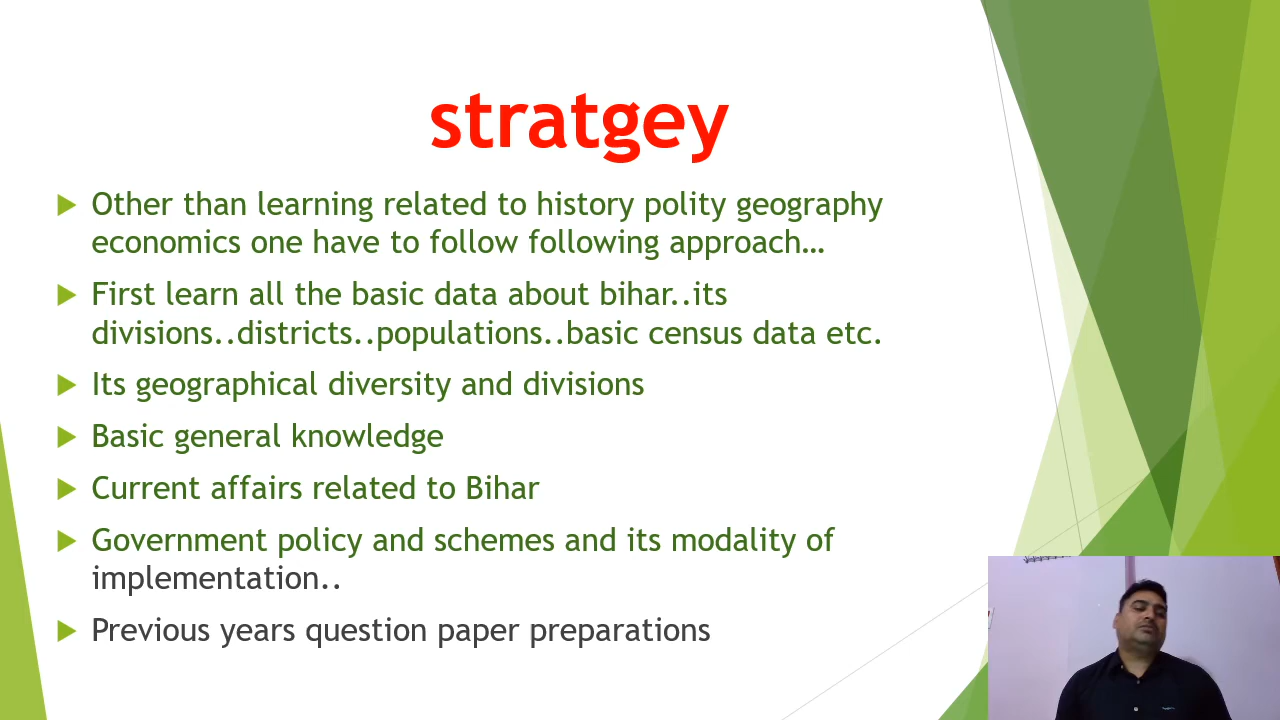 stratgey
Other than learning related to history polity geography
economics one have to follow following approach…
First learn all the basic data about bihar..its
divisions..districts..populations..basic census data etc.
Its geographical diversity and divisions
Basic general knowledge
Current affairs related to Bihar
Government policy and schemes and its modality of
implementation..
Previous years question paper preparations